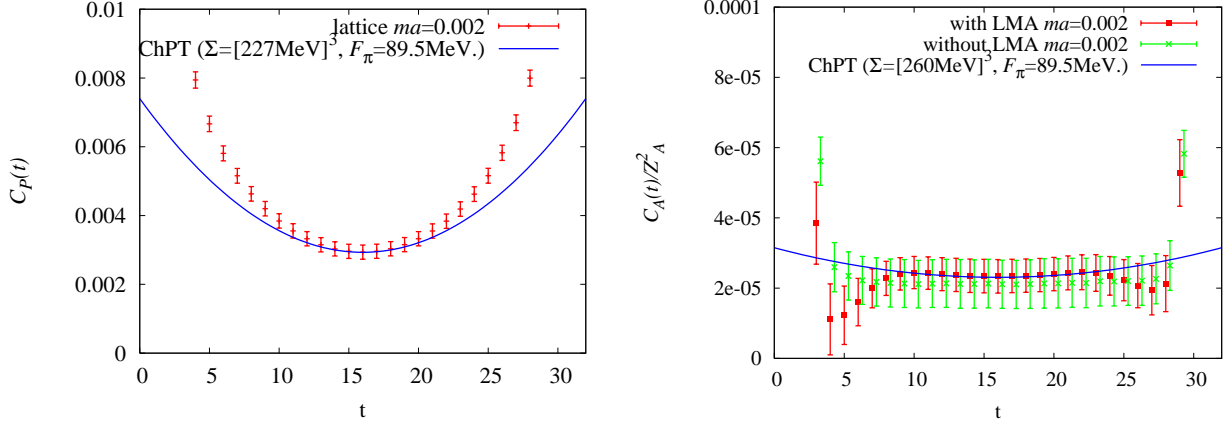 0.01
0.008
0.006
0.004
0.002
0
0 5 10 15 20 25 30
C_P(t)
t
lattice ma=0.002
ChPT (Σ=[227MeV]^3, F_π=89.5MeV.)
0.0001
8e-05
6e-05
4e-05
2e-05
0
0 5 10 15 20 25 30
C_A(t)/Z^2_A
t
with LMA ma=0.002
without LMA ma=0.002
ChPT (Σ=[260MeV]^3, F_π=89.5MeV.)